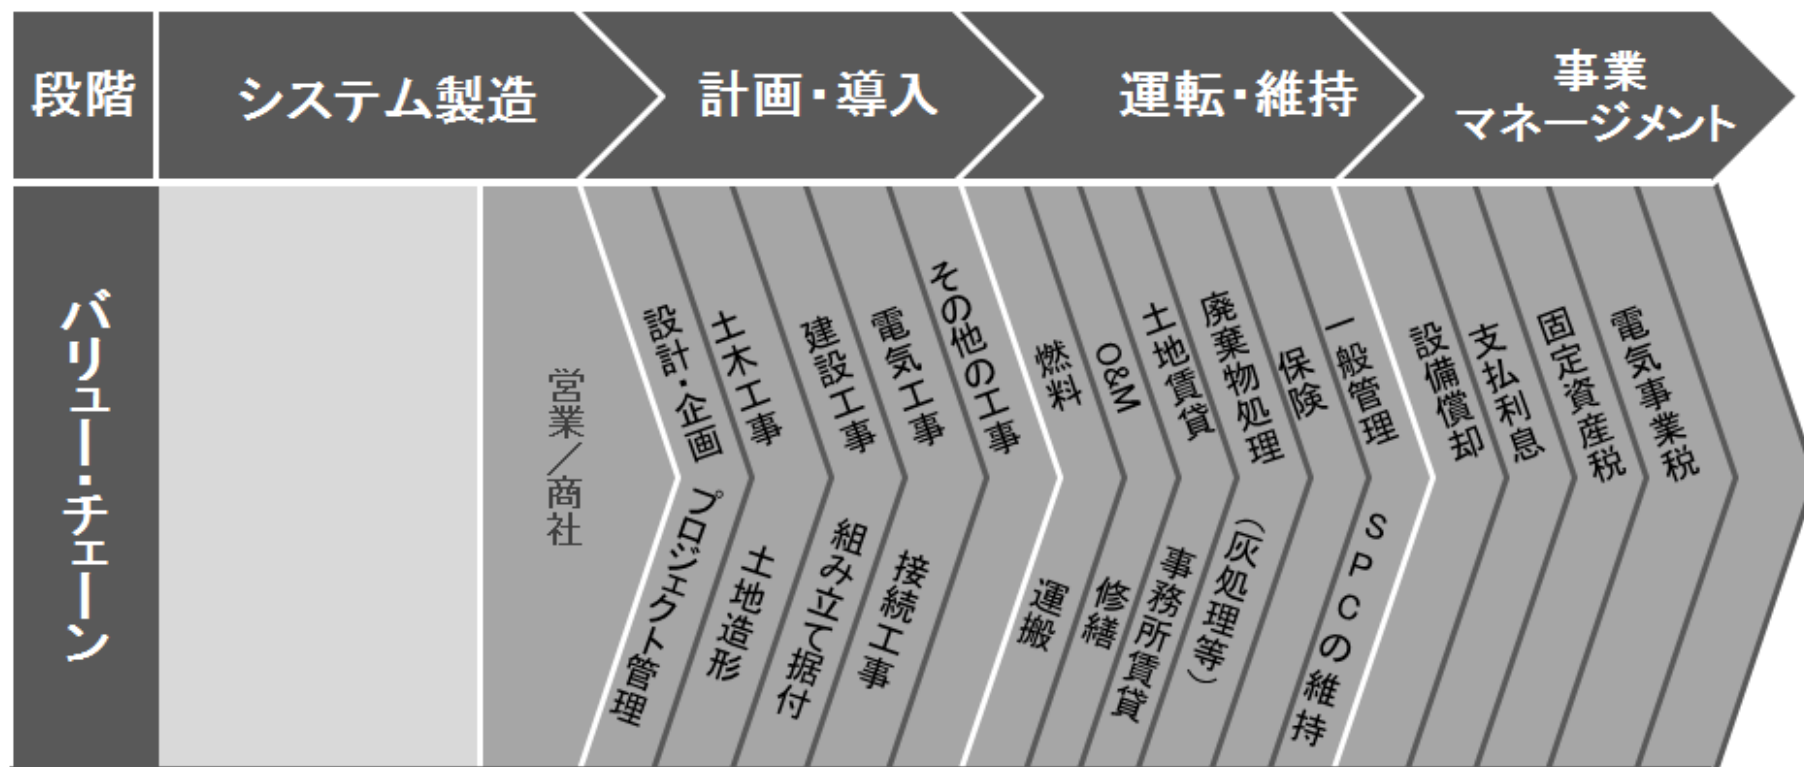 段階
システム製造
計画・導入
運転・維持
事業
マネージメント
バリュー・チェーン
営業／商社
設計・企画
プロジェクト管理
土木工事
土地造形
建設工事
組み立て据付
電気工事
接続工事
その他の工事
燃料
運搬
O&M
修繕
土地賃貸
事務所賃貸
廃棄物処理
（灰処理等）
保険
一般管理
ＳＰＣの維持
設備償却
支払利息
固定資産税
電気事業税